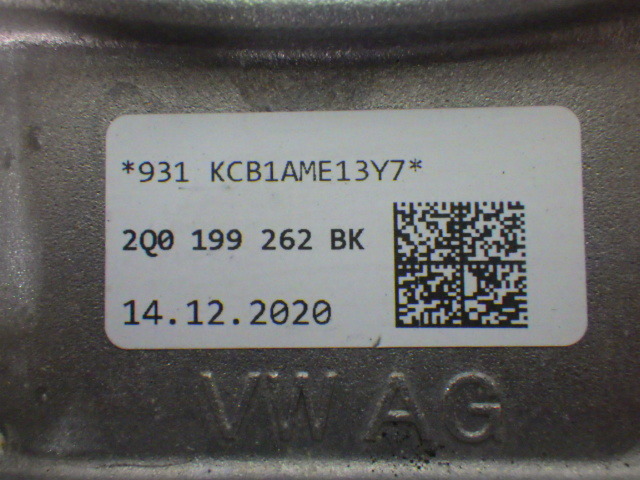 *931 KCB1AME13Y7*
2Q0 199 262 BK
14.12.2020
VW AG